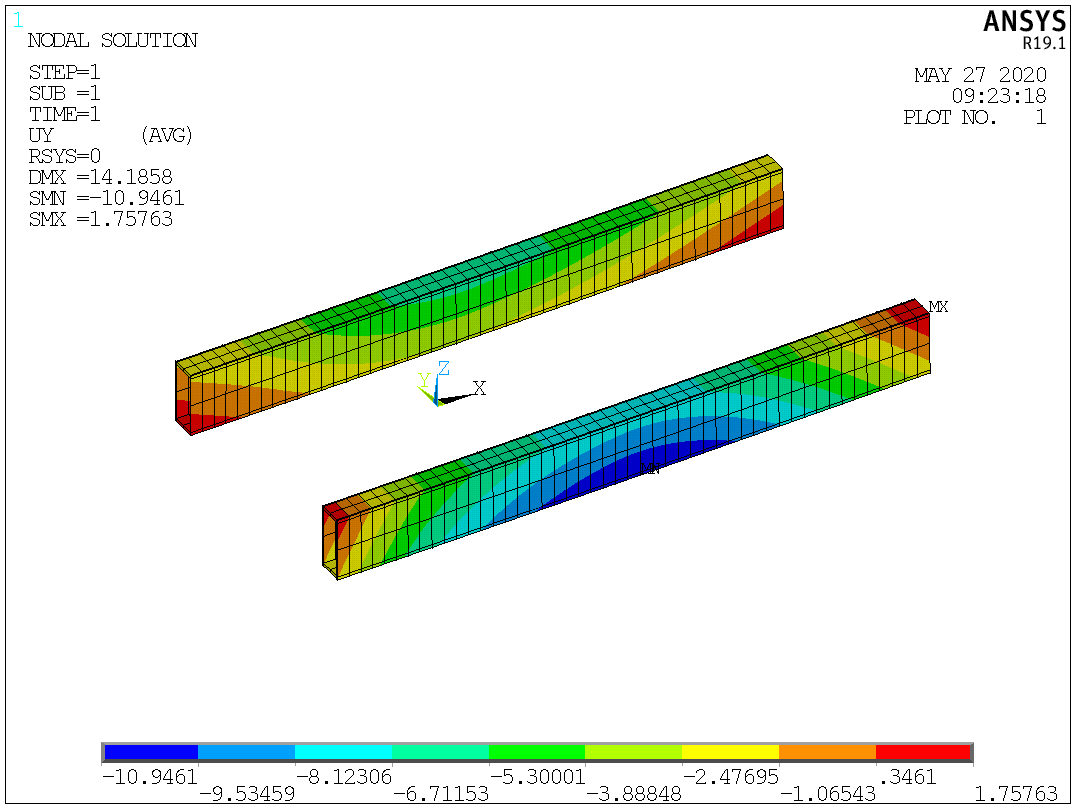 1
ANSYS
R19.1
NODAL SOLUTION
STEP=1
SUB =1
TIME=1
UY (AVG)
RSYS=0
DMX =14.1858
SMN =-10.9461
SMX =1.75763
MAY 27 2020
09:23:18
PLOT NO. 1
MX
Z
Y
X
MN
-10.9461 -8.12306 -5.30001 -2.47695 .3461
-9.53459 -6.71153 -3.88848 -1.06543 1.75763